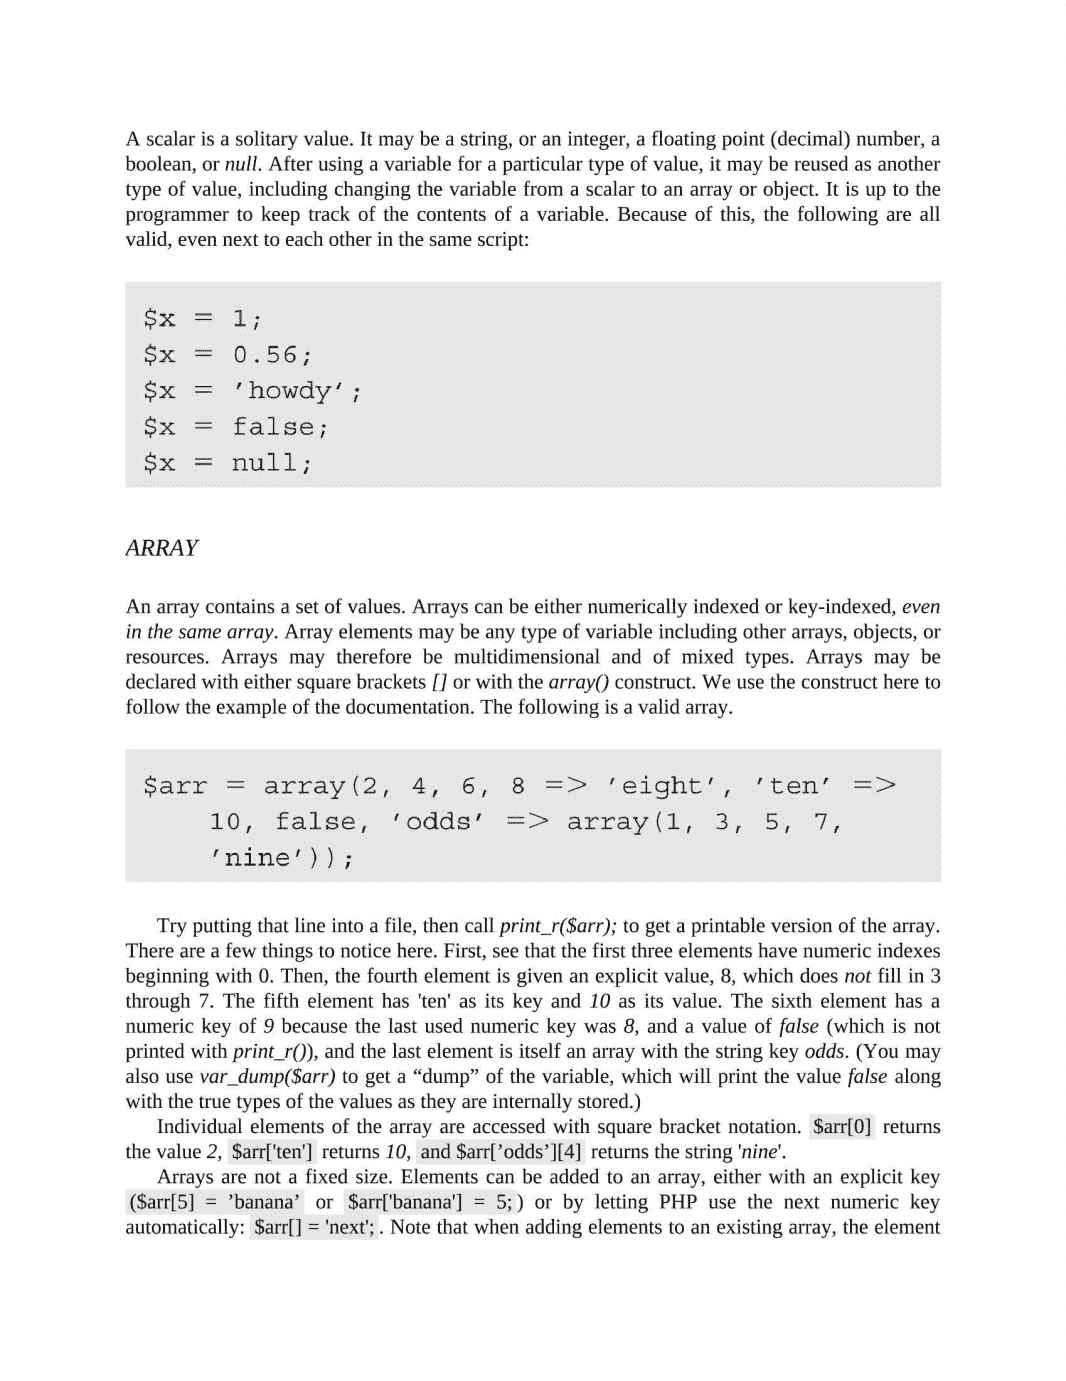 A scalar is a solitary value. It may be a string, or an integer, a floating point (decimal) number, a
boolean, or null. After using a variable for a particular type of value, it may be reused as another
type of value, including changing the variable from a scalar to an array or object. It is up to the
programmer to keep track of the contents of a variable. Because of this, the following are all
valid, even next to each other in the same script:
$x = 1;
$x = 0.56;
$x = ’howdy‘;
$x = false;
$x = null;
ARRAY
An array contains a set of values. Arrays can be either numerically indexed or key-indexed, even
in the same array. Array elements may be any type of variable including other arrays, objects, or
resources. Arrays may therefore be multidimensional and of mixed types. Arrays may be
declared with either square brackets [] or with the array() construct. We use the construct here to
follow the example of the documentation. The following is a valid array.
$arr = array(2, 4, 6, 8 => ’eight’, ’ten’ =>
10, false, ’odds’ => array(1, 3, 5, 7,
’nine’));
Try putting that line into a file, then call print_r($arr); to get a printable version of the array.
There are a few things to notice here. First, see that the first three elements have numeric indexes
beginning with 0. Then, the fourth element is given an explicit value, 8, which does not fill in 3
through 7. The fifth element has 'ten' as its key and 10 as its value. The sixth element has a
numeric key of 9 because the last used numeric key was 8, and a value of false (which is not
printed with print_r()), and the last element is itself an array with the string key odds. (You may
also use var_dump($arr) to get a “dump” of the variable, which will print the value false along
with the true types of the values as they are internally stored.)
Individual elements of the array are accessed with square bracket notation. $arr[0] returns
the value 2, $arr['ten'] returns 10, and $arr[’odds’][4] returns the string 'nine'.
Arrays are not a fixed size. Elements can be added to an array, either with an explicit key
($arr[5] = ’banana’ or $arr['banana'] = 5;) or by letting PHP use the next numeric key
automatically: $arr[] = 'next';. Note that when adding elements to an existing array, the element